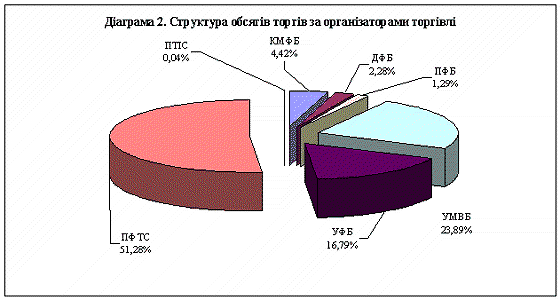 Діаграма 2. Структура обсягів торгів за організаторами торгівлі
ПТІС
0,04%
КМФБ
4,42%
ДФБ
2,28%
ПФБ
1,29%
УМВБ
23,89%
УФБ
16,79%
ПФТС
51,28%